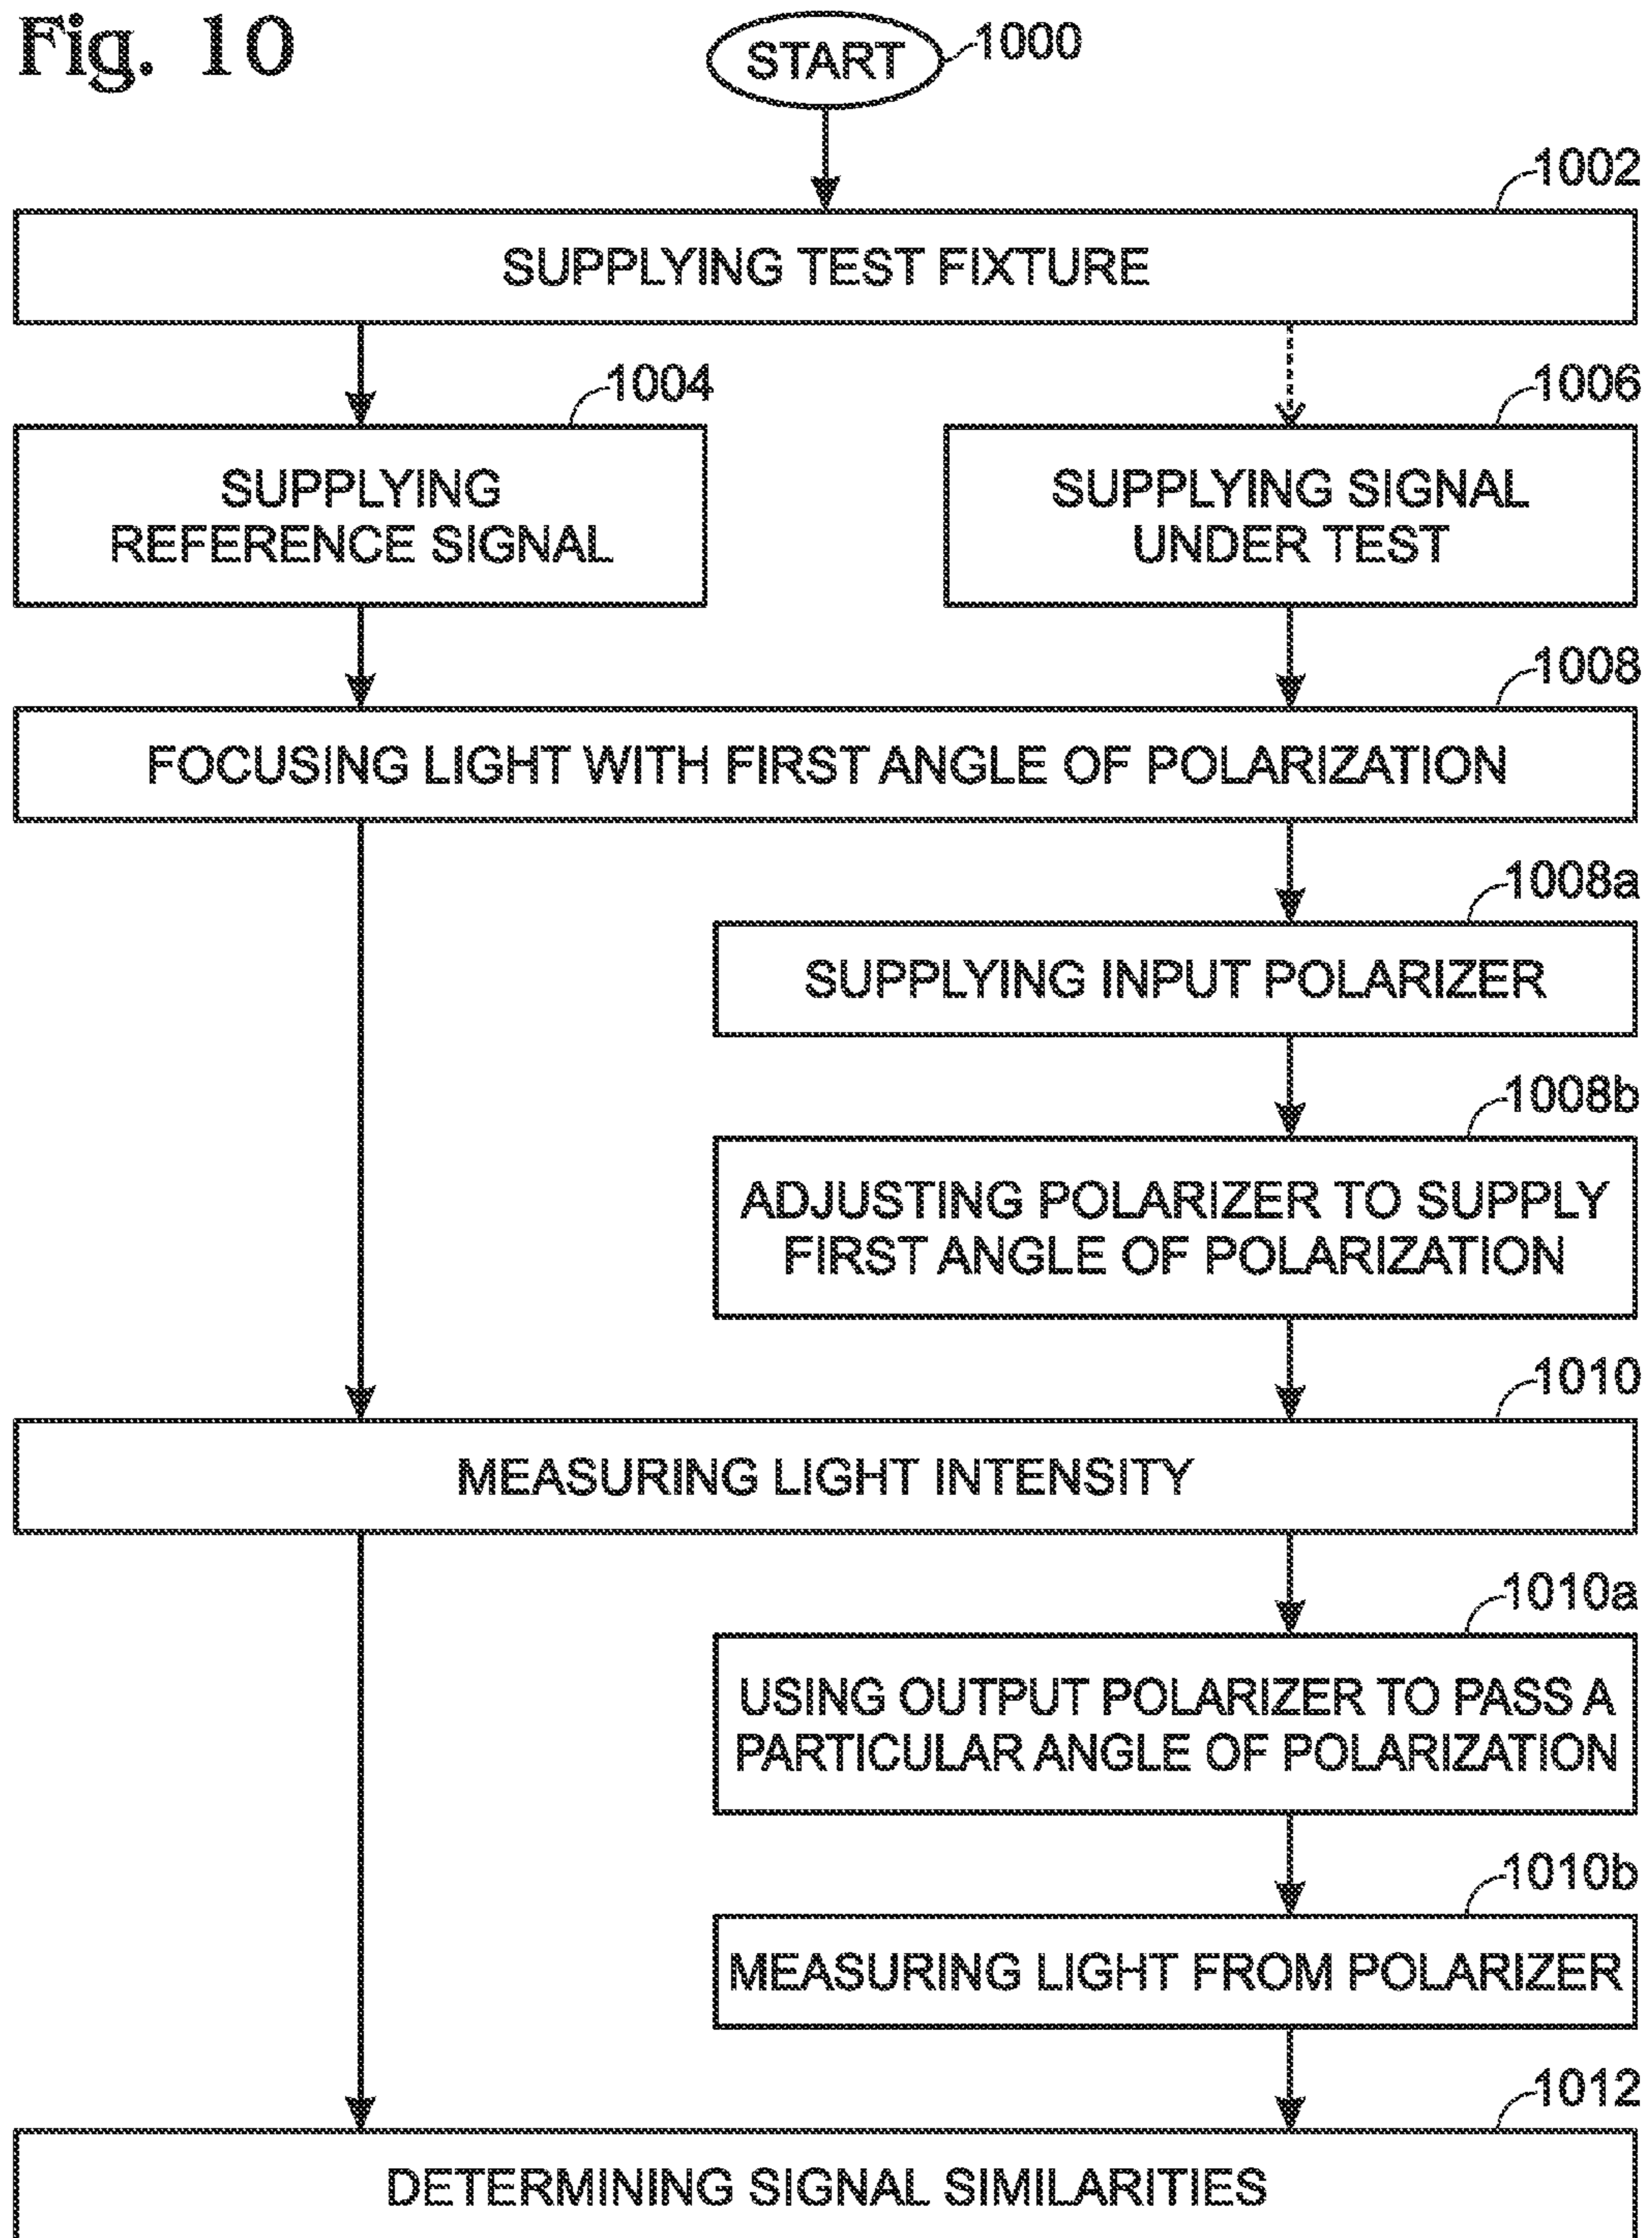 Fig. 10
START
1000
1002
SUPPLYING TEST FIXTURE
1004
SUPPLYING
REFERENCE SIGNAL
1006
SUPPLYING SIGNAL
UNDER TEST
1008
FOCUSING LIGHT WITH FIRST ANGLE OF POLARIZATION
1008a
SUPPLYING INPUT POLARIZER
1008b
ADJUSTING POLARIZER TO SUPPLY
FIRST ANGLE OF POLARIZATION
1010
MEASURING LIGHT INTENSITY
1010a
USING OUTPUT POLARIZER TO PASS A
PARTICULAR ANGLE OF POLARIZATION
1010b
MEASURING LIGHT FROM POLARIZER
1012
DETERMINING SIGNAL SIMILARITIES